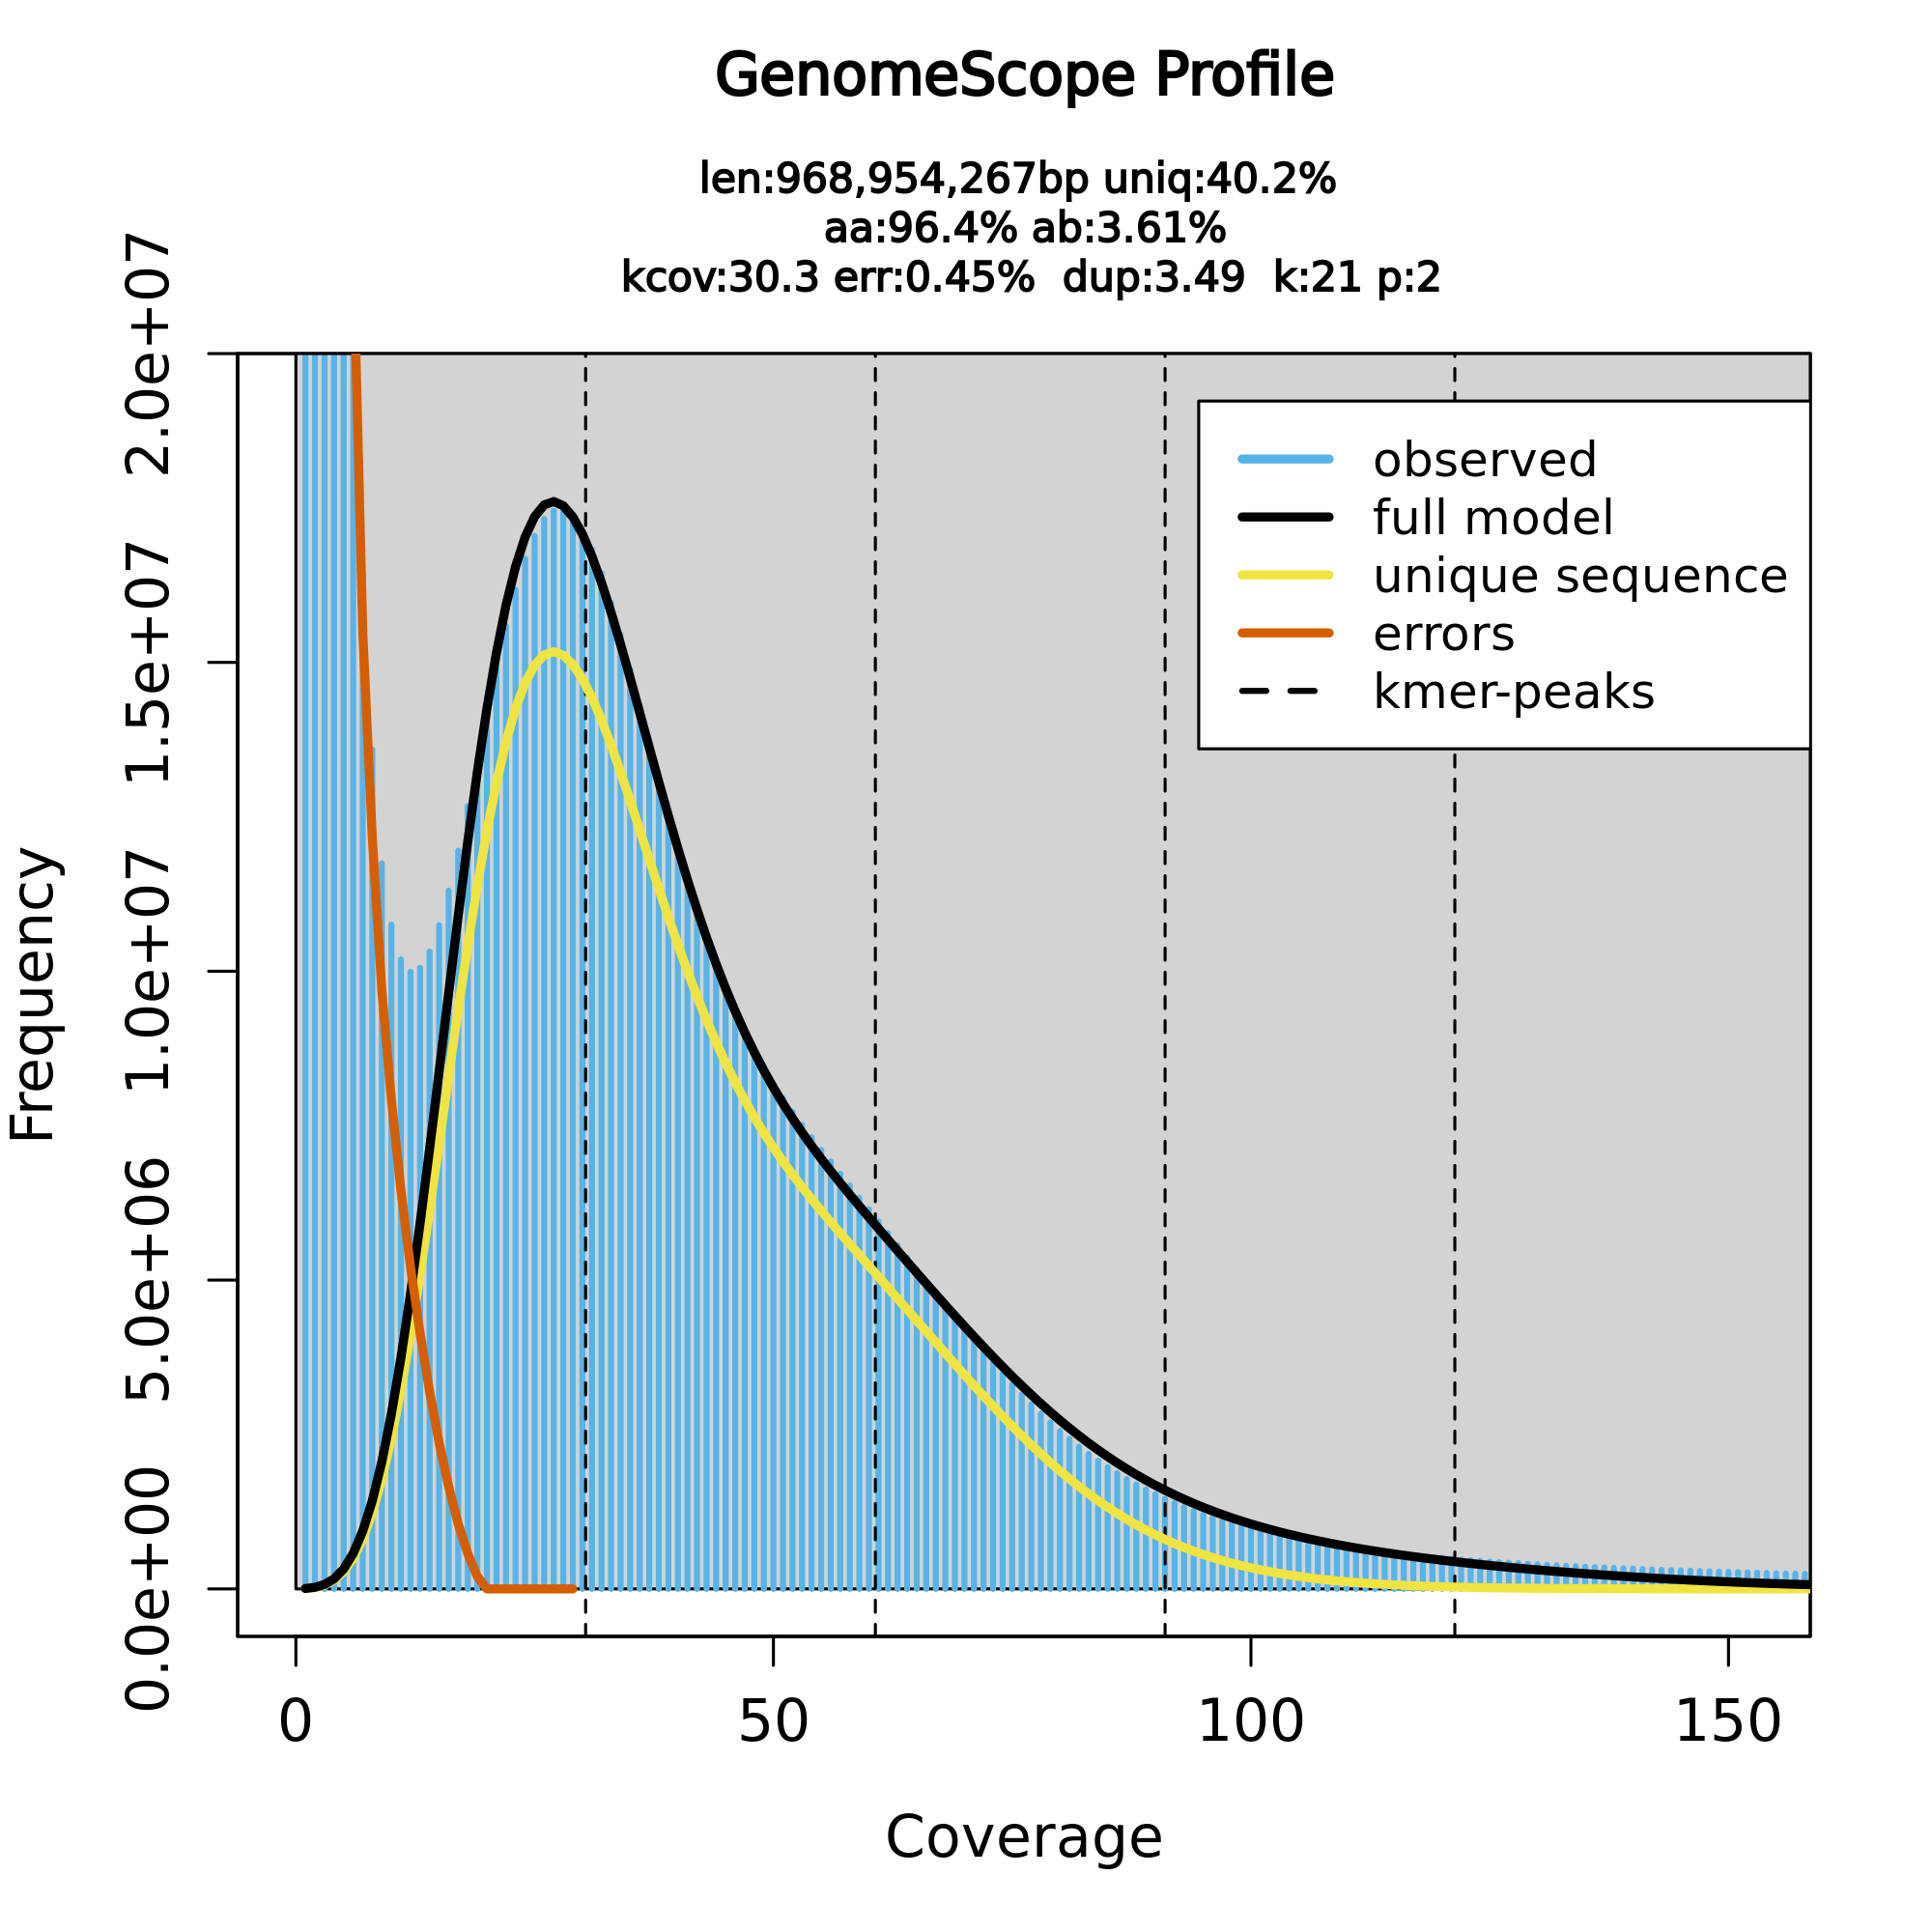 GenomeScope Profile
len:968,954,267bp uniq:40.2%
aa:96.4% ab:3.61%
kcov:30.3 err:0.45%  dup:3.49  k:21 p:2
observed
full model
unique sequence
errors
kmer-peaks
Frequency
2.0e+07
1.5e+07
1.0e+07
5.0e+06
0.0e+00
0
50
100
150
Coverage